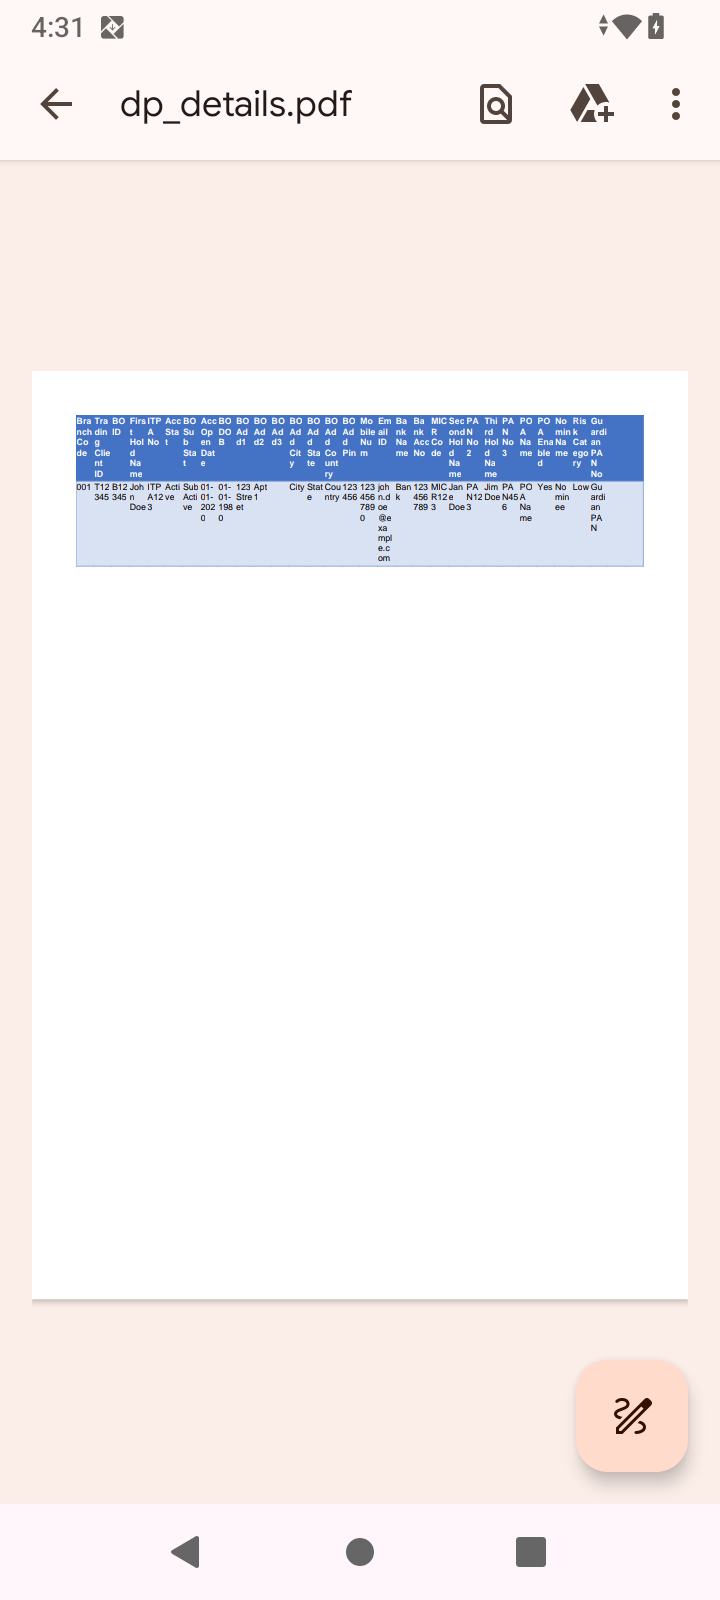 4:31
dp_details.pdf
Branch Code
Trading Client ID
BO ID
First Hold Name
ITPA No
Acc Stat
BO Sub Stat
Acc Open Date
BO DOB
BO Add1
BO Add2
BO Add3
BO Add City
BO Add State
BO Add Country
BO Add Pin
Mobile Num
Email ID
Bank Name
Bank Acc No
MICR Code
Second Hold Name
PAN No 2
Third Hold Name
PAN No 3
POA Name
POA Enabled
Nomin Name
Risk Category
Guardian PAN No
001
T12345
B12345
John Doe
ITPA123
Active
Sub Active
01-01-2020
01-01-1980
123 Street
Apt 1
City
State
Country
123456
1234567890
john.doe@example.com
Bank
123456789
MICR123
Jane Doe
PAN123
Jim Doe
PAN456
POA Name
Yes
Nominee
Low
Guardian PAN